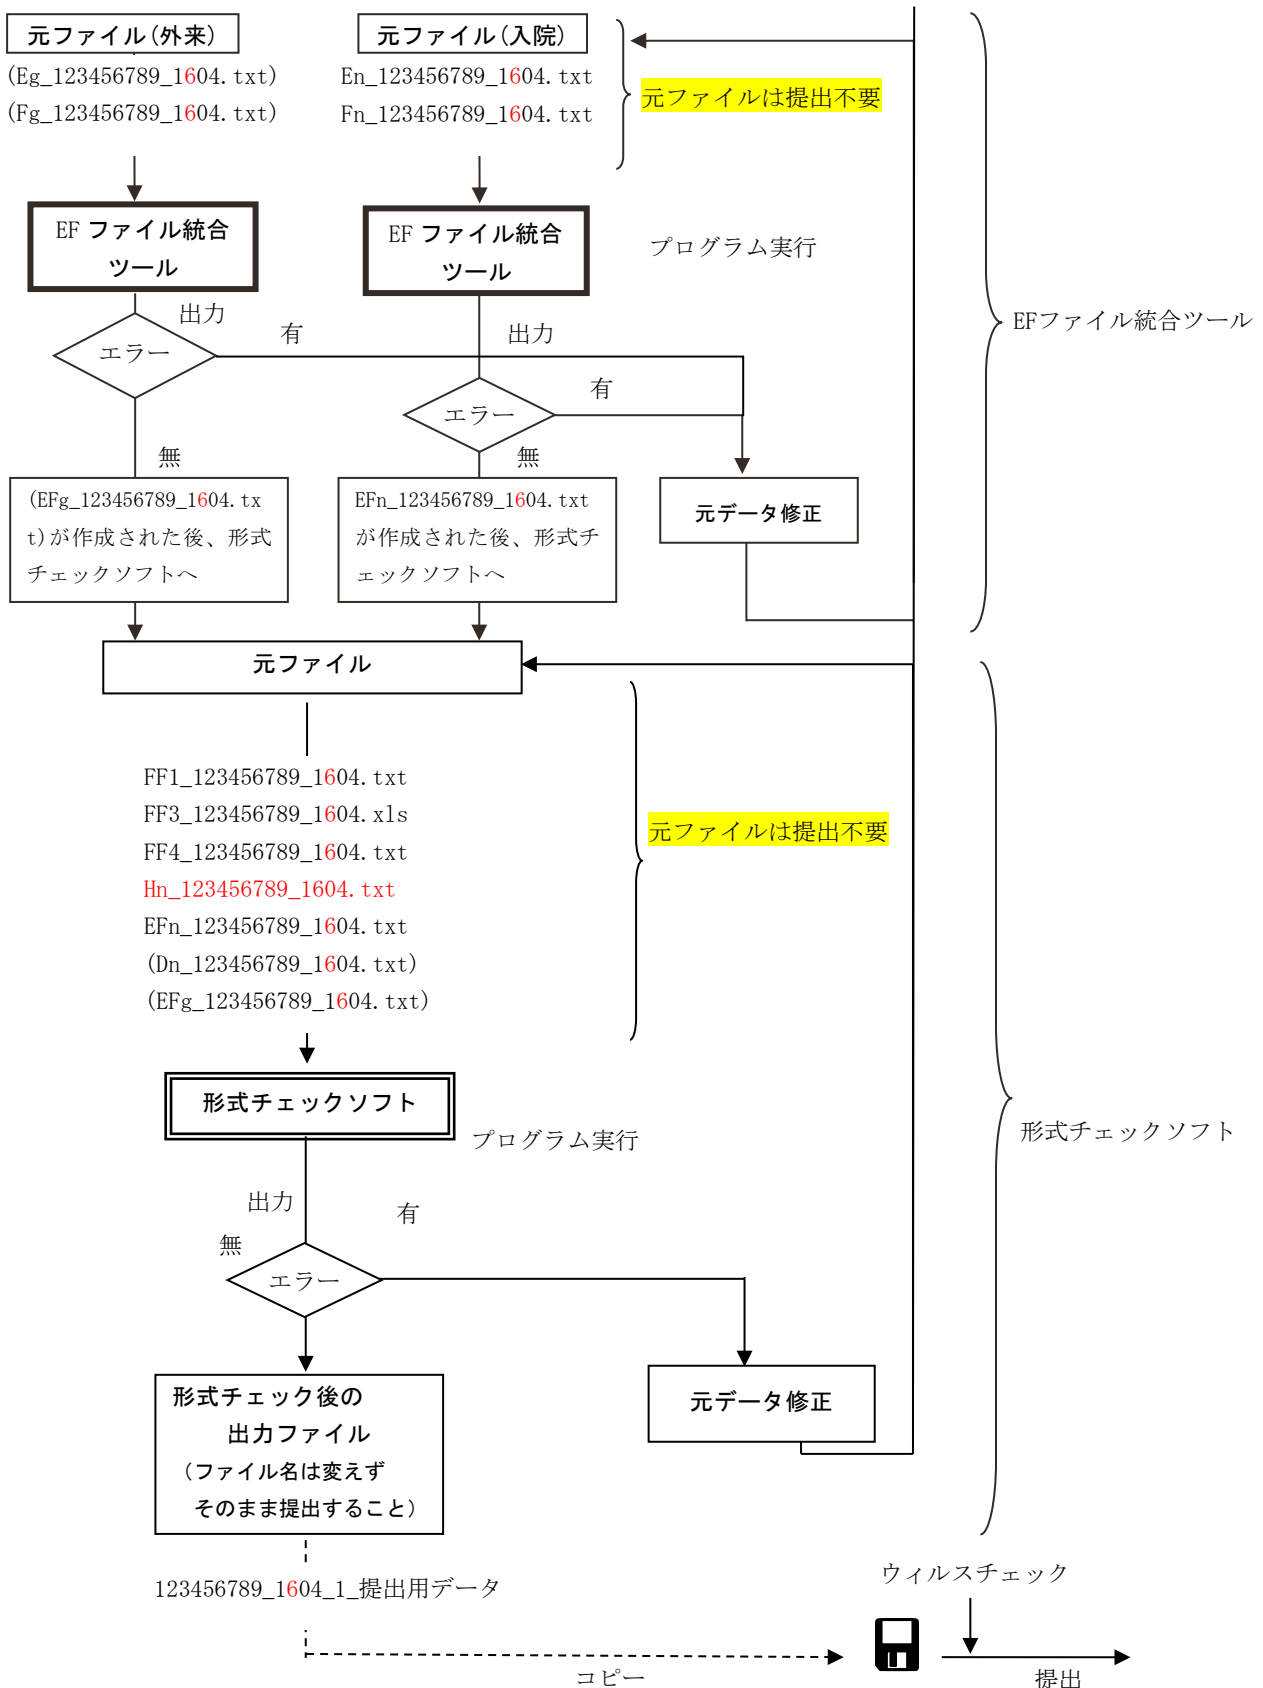 元ファイル(外来)
(Eg_123456789_1604.txt)
(Fg_123456789_1604.txt)
元ファイル(入院)
En_123456789_1604.txt
Fn_123456789_1604.txt
元ファイルは提出不要
EF ファイル統合
ツール
EF ファイル統合
ツール
プログラム実行
出力
エラー
有
無
出力
エラー
有
無
EFファイル統合ツール
(EFg_123456789_1604.tx
t)が作成された後、形式
チェックソフトへ
EFn_123456789_1604.txt
が作成された後、形式チ
ェックソフトへ
元データ修正
元ファイル
FF1_123456789_1604.txt
FF3_123456789_1604.xls
FF4_123456789_1604.txt
Hn_123456789_1604.txt
EFn_123456789_1604.txt
(Dn_123456789_1604.txt)
(EFg_123456789_1604.txt)
元ファイルは提出不要
形式チェックソフト
プログラム実行
形式チェックソフト
出力
有
無
エラー
形式チェック後の
出力ファイル
(ファイル名は変えず
そのまま提出すること)
元データ修正
123456789_1604_1_提出用データ
ウィルスチェック
コピー
提出